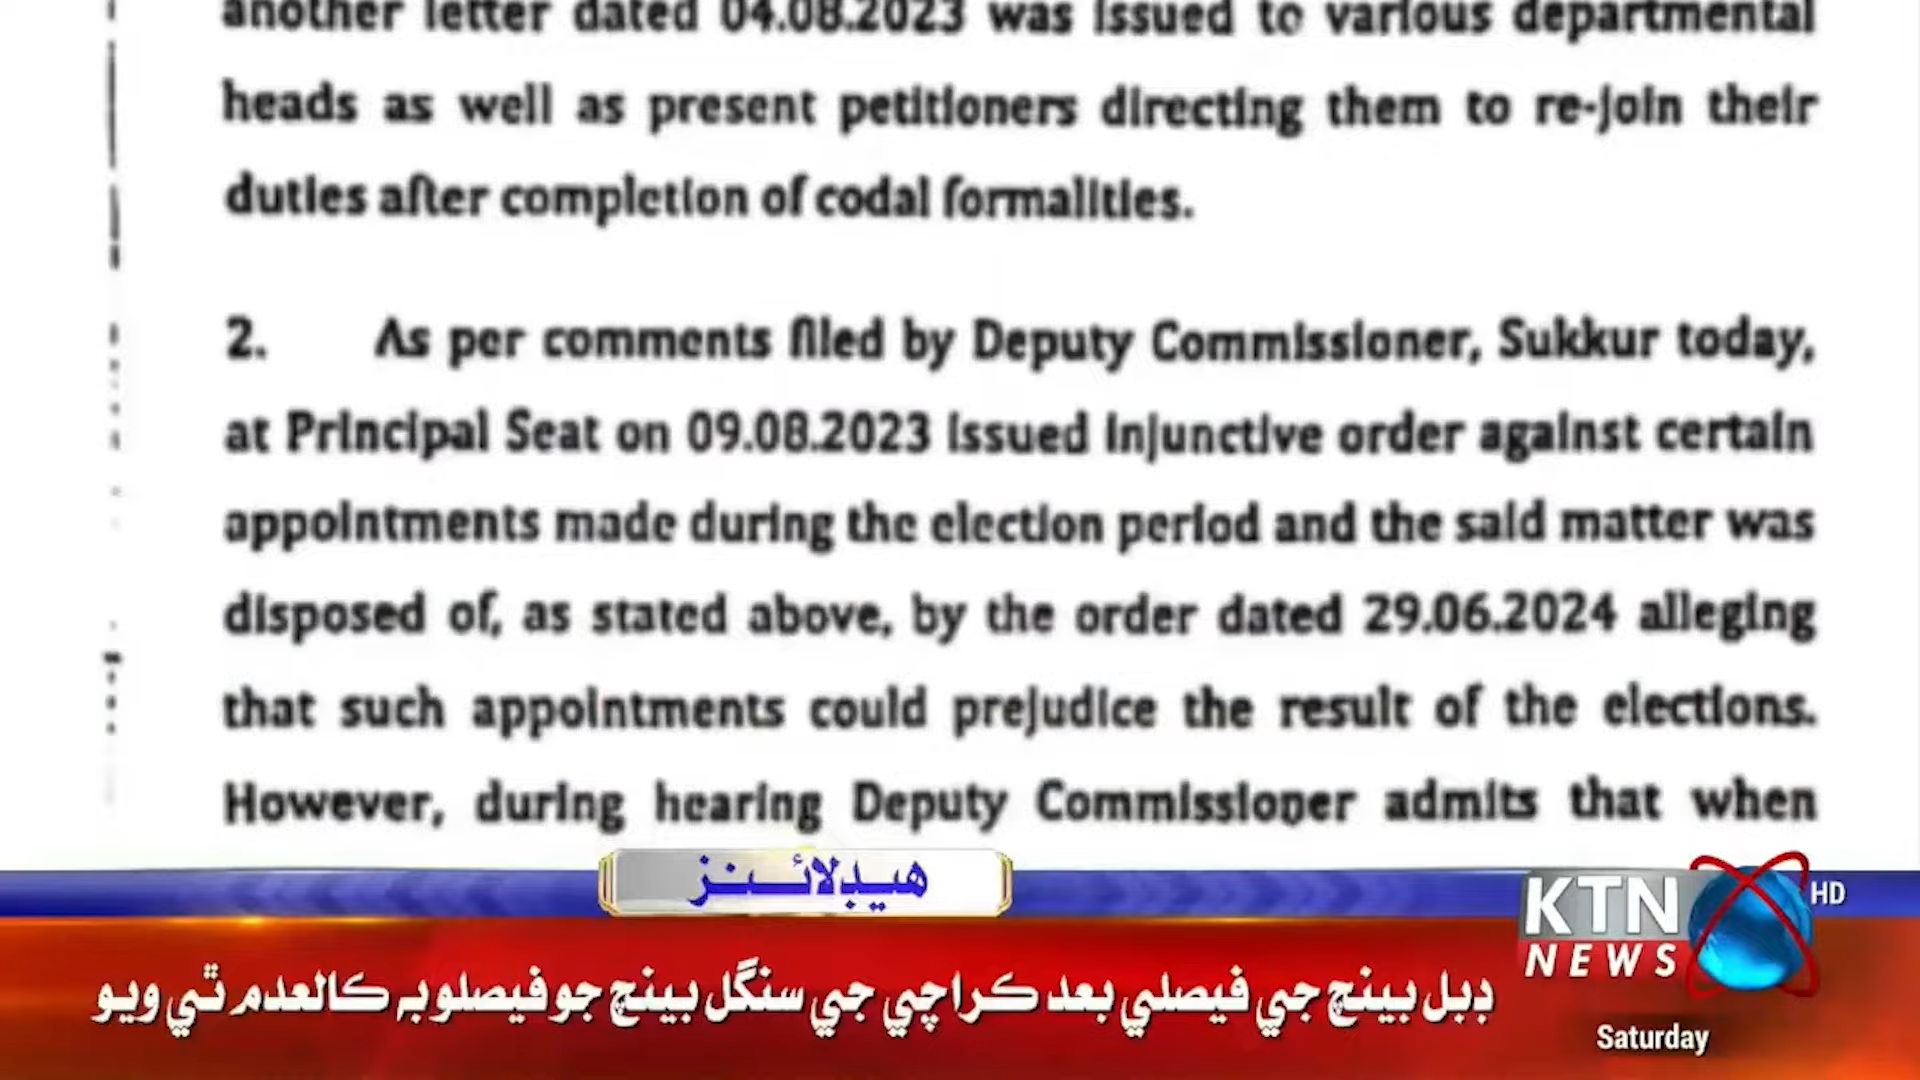 another letter dated 04.08.2023 was issued to various departmental
heads as well as present petitioners directing them to re-join their
duties after completion of codal formalities.
2. As per comments filed by Deputy Commissioner, Sukkur today,
at Principal Seat on 09.08.2023 issued injunctive order against certain
appointments made during the election period and the said matter was
disposed of, as stated above, by the order dated 29.06.2024 alleging
that such appointments could prejudice the result of the elections.
However, during hearing Deputy Commissioner admits that when
هيڊلائينز
KTN HD
NEWS
ڊبل بينچ جي فيصلي بعد ڪراچي جي سنگل بينچ جو فيصلو بہ ڪالعدم ٿي ويو
Saturday